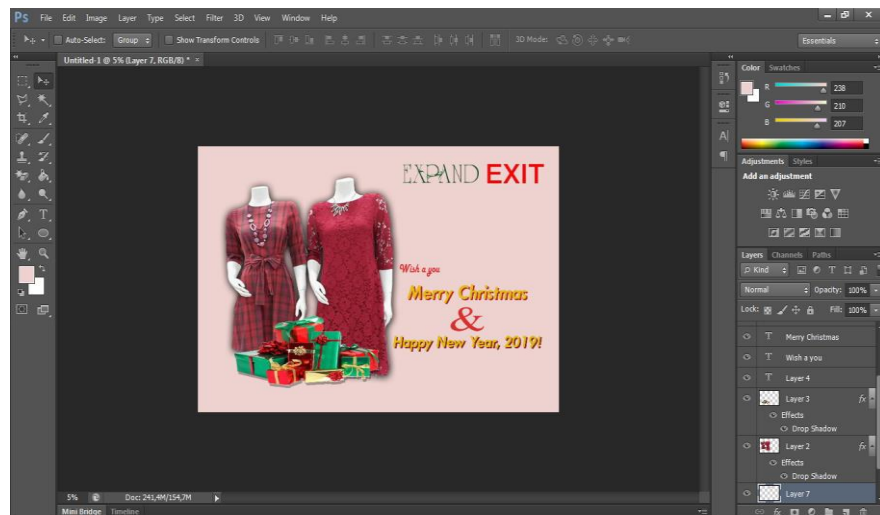 Ps File Edit Image Layer Type Select Filter 3D View Window Help
Auto-Select: Group Show Transform Controls 3D Mode: Essentials
Untitled-1 @ 5% (Layer 7, RGB/8) * ×
Color Swatches
R 238
G 210
B 207
Adjustments Styles
Add an adjustment
EXPAND EXIT
Wish a you
Merry Christmas
&
Happy New Year, 2019!
Layers Channels Paths
Kind
Normal Opacity: 100%
Lock: Fill: 100%
T Merry Christmas
T Wish a you
T Layer 4
Layer 3 fx
Effects
Drop Shadow
Layer 2 fx
Effects
Drop Shadow
Layer 7
5% Doc: 241,4M/154,7M
Mini Bridge Timeline